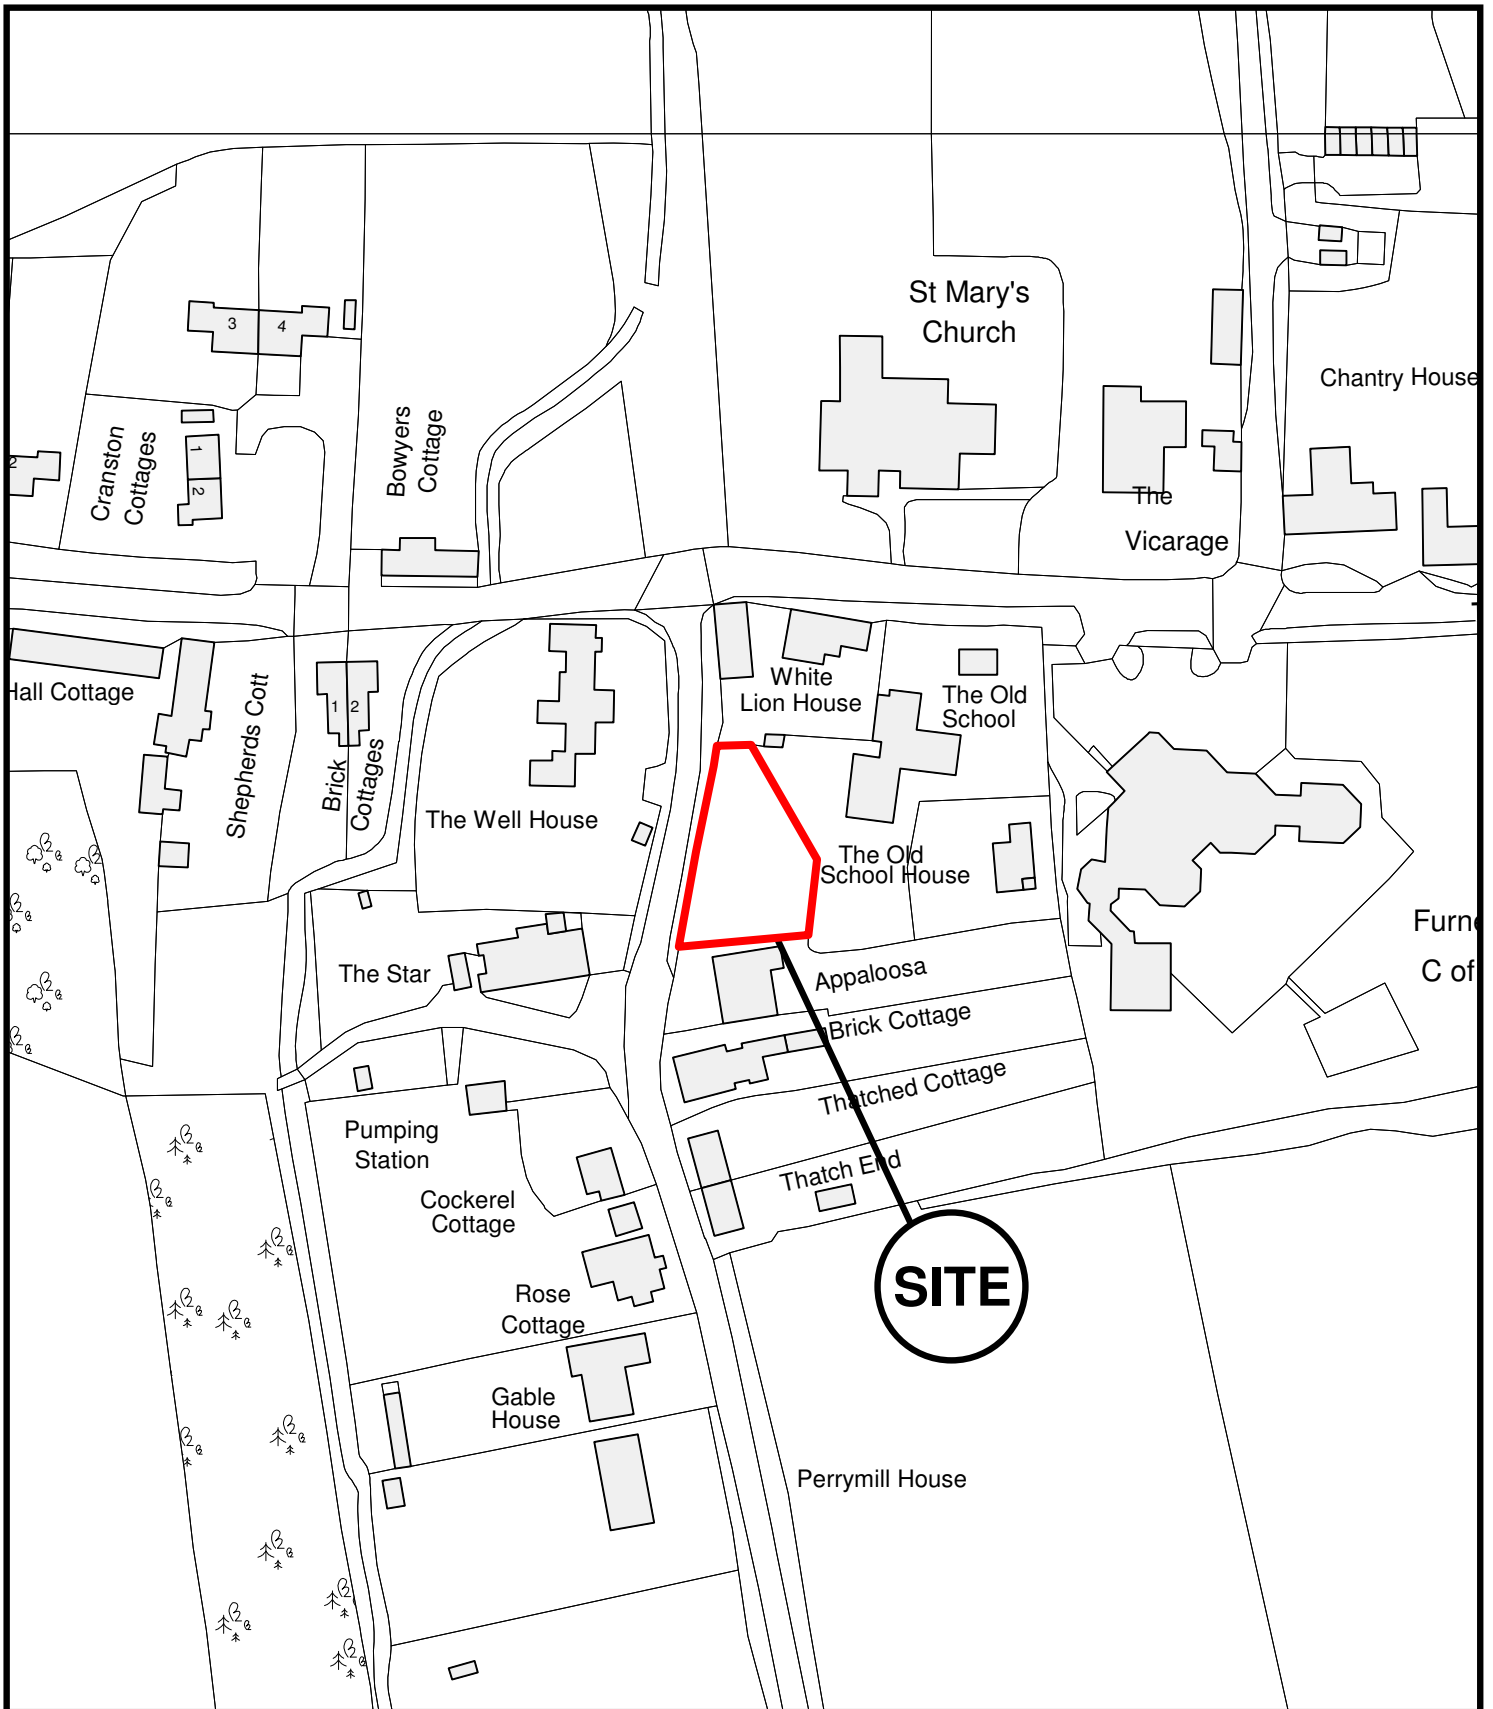 St Mary's
Church
Chantry House
3
4
Cranston
Cottages
1
2
2
Bowyers
Cottage
The
Vicarage
Hall Cottage
Shepherds Cott
1
2
Brick
Cottages
The Well House
White
Lion House
The Old
School
The Old
School House
The Star
Appaloosa
Brick Cottage
Thatched Cottage
Thatch End
Furne
C of
Pumping
Station
Cockerel
Cottage
Rose
Cottage
SITE
Gable
House
Perrymill House